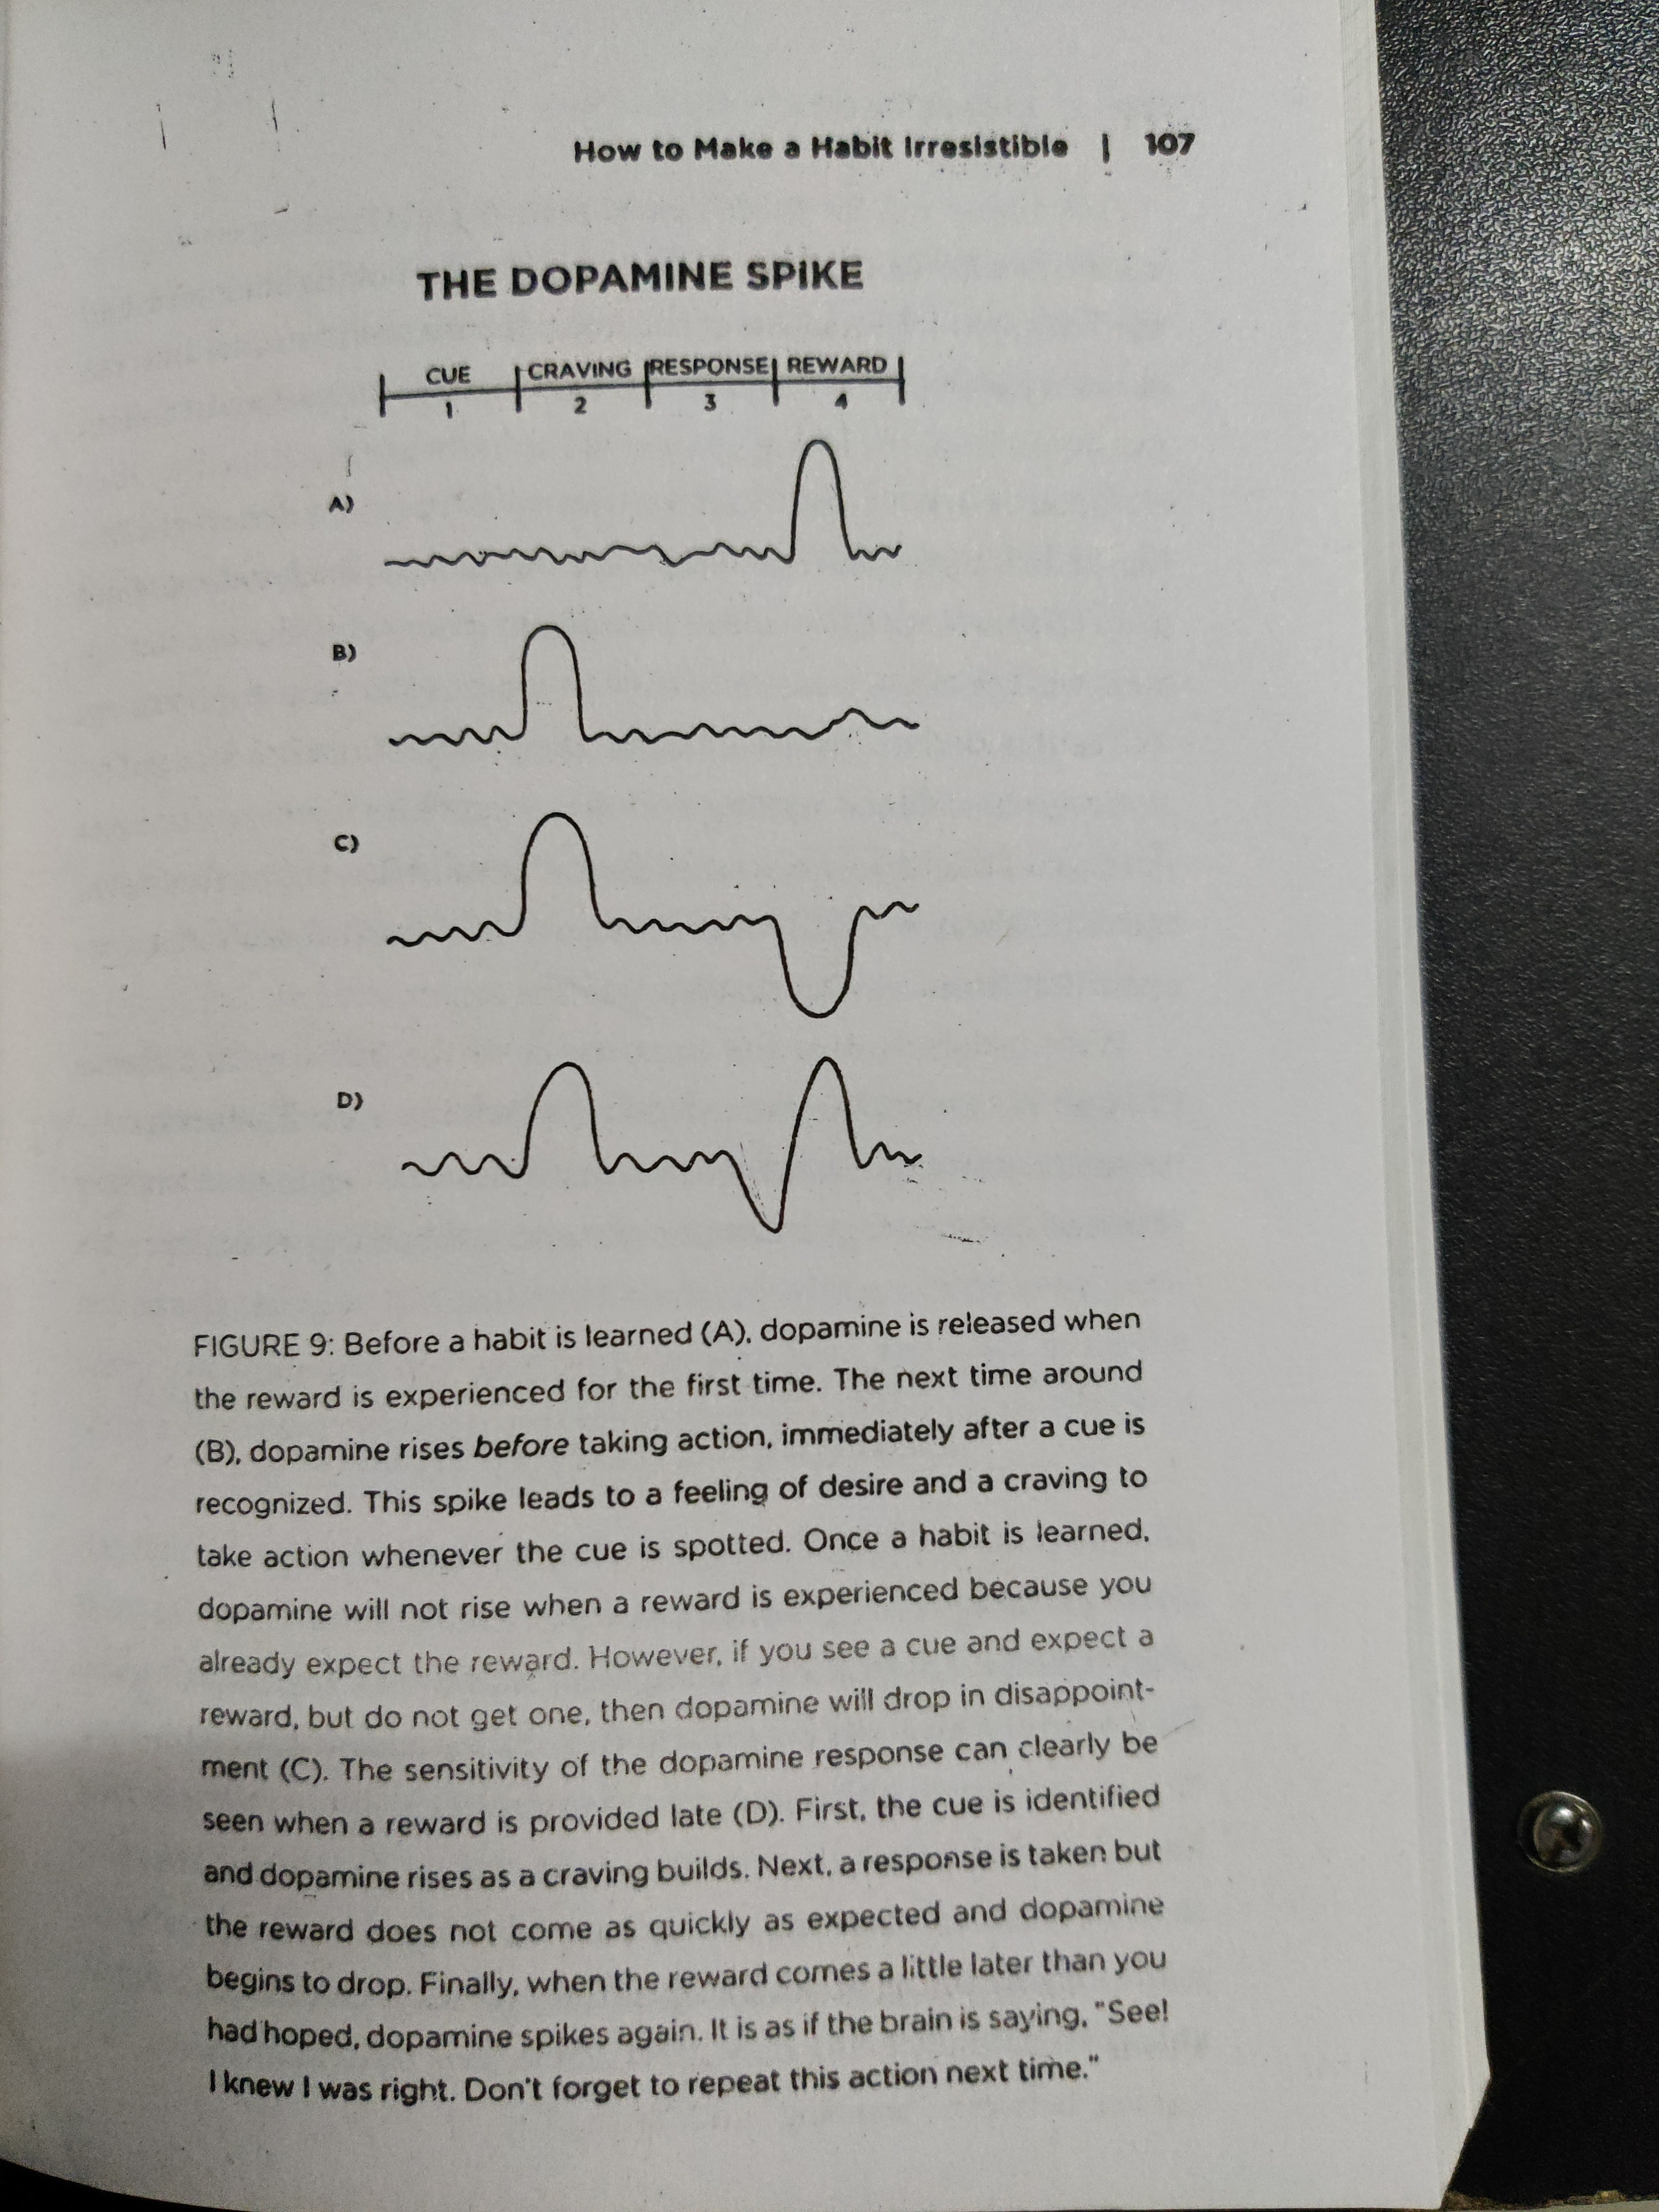 How to Make a Habit Irresistible | 107
THE DOPAMINE SPIKE
CUE CRAVING RESPONSE REWARD
1 2 3 4
A)
B)
C)
D)
FIGURE 9: Before a habit is learned (A), dopamine is released when
the reward is experienced for the first time. The next time around
(B), dopamine rises before taking action, immediately after a cue is
recognized. This spike leads to a feeling of desire and a craving to
take action whenever the cue is spotted. Once a habit is learned,
dopamine will not rise when a reward is experienced because you
already expect the reward. However, if you see a cue and expect a
reward, but do not get one, then dopamine will drop in disappoint-
ment (C). The sensitivity of the dopamine response can clearly be
seen when a reward is provided late (D). First, the cue is identified
and dopamine rises as a craving builds. Next, a response is taken but
the reward does not come as quickly as expected and dopamine
begins to drop. Finally, when the reward comes a little later than you
had hoped, dopamine spikes again. It is as if the brain is saying, "See!
I knew I was right. Don't forget to repeat this action next time."